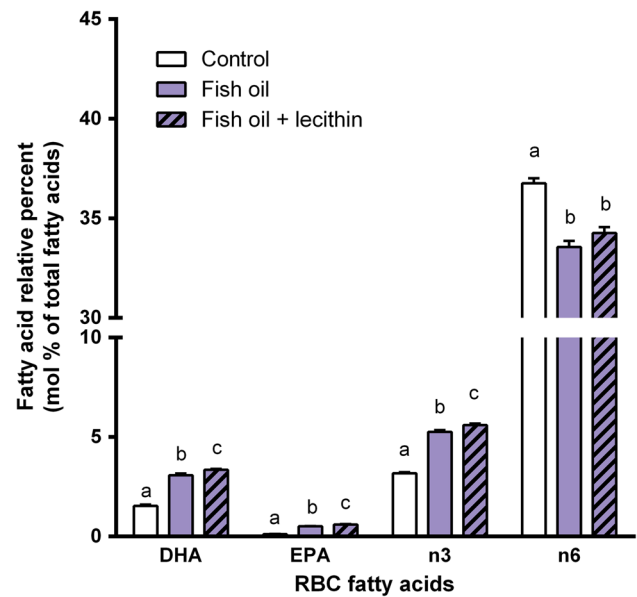 45
40
35
30
10
5
0
Fatty acid relative percent
(mol % of total fatty acids)
Control
Fish oil
Fish oil + lecithin
a
b
c
a
b
c
a
b
c
a
b
b
DHA
EPA
n3
n6
RBC fatty acids